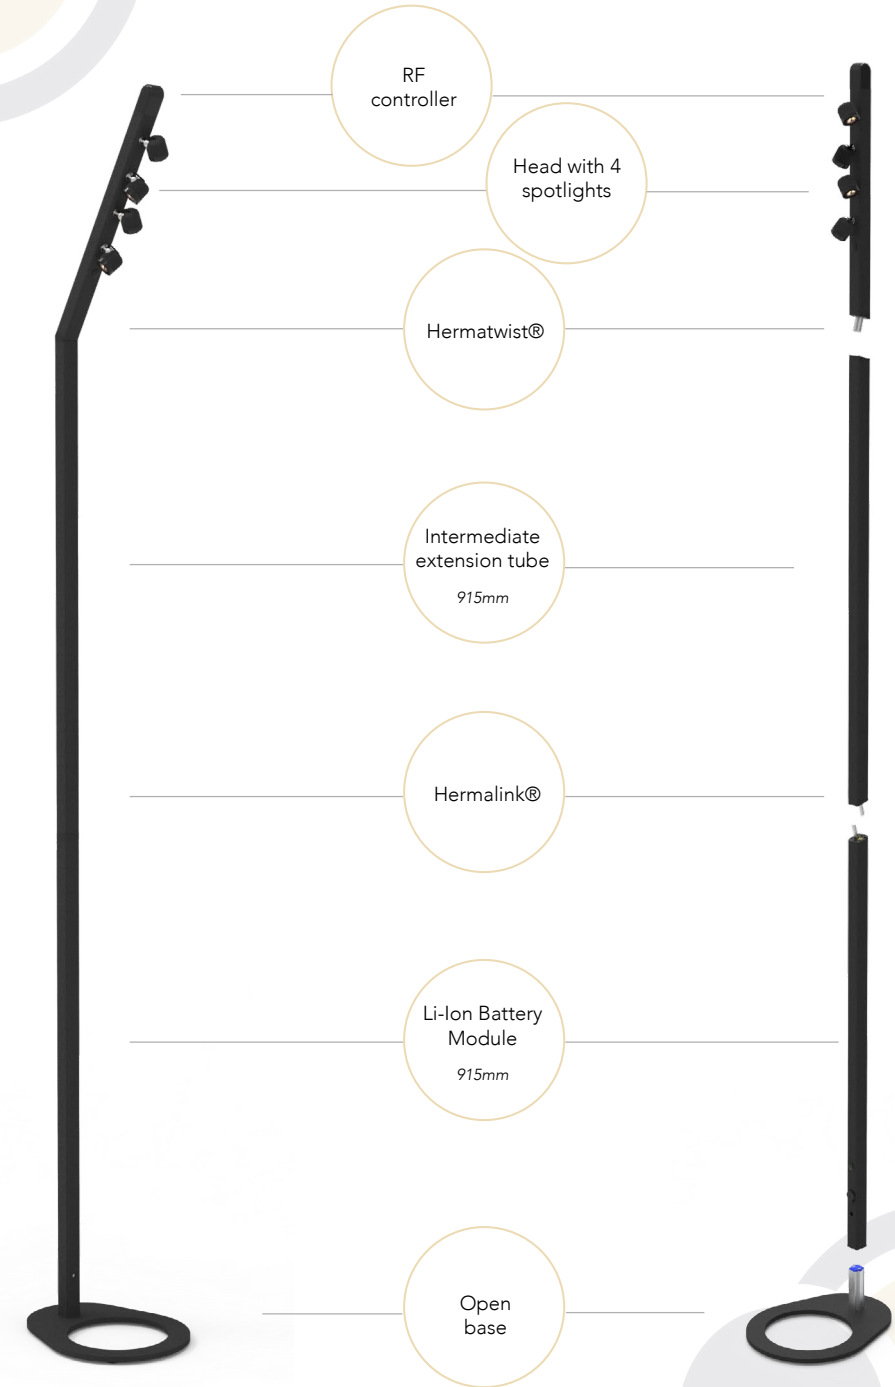 RF
controller
Head with 4
spotlights
Hermatwist®
Intermediate
extension tube
915mm
Hermalink®
Li-Ion Battery
Module
915mm
Open
base